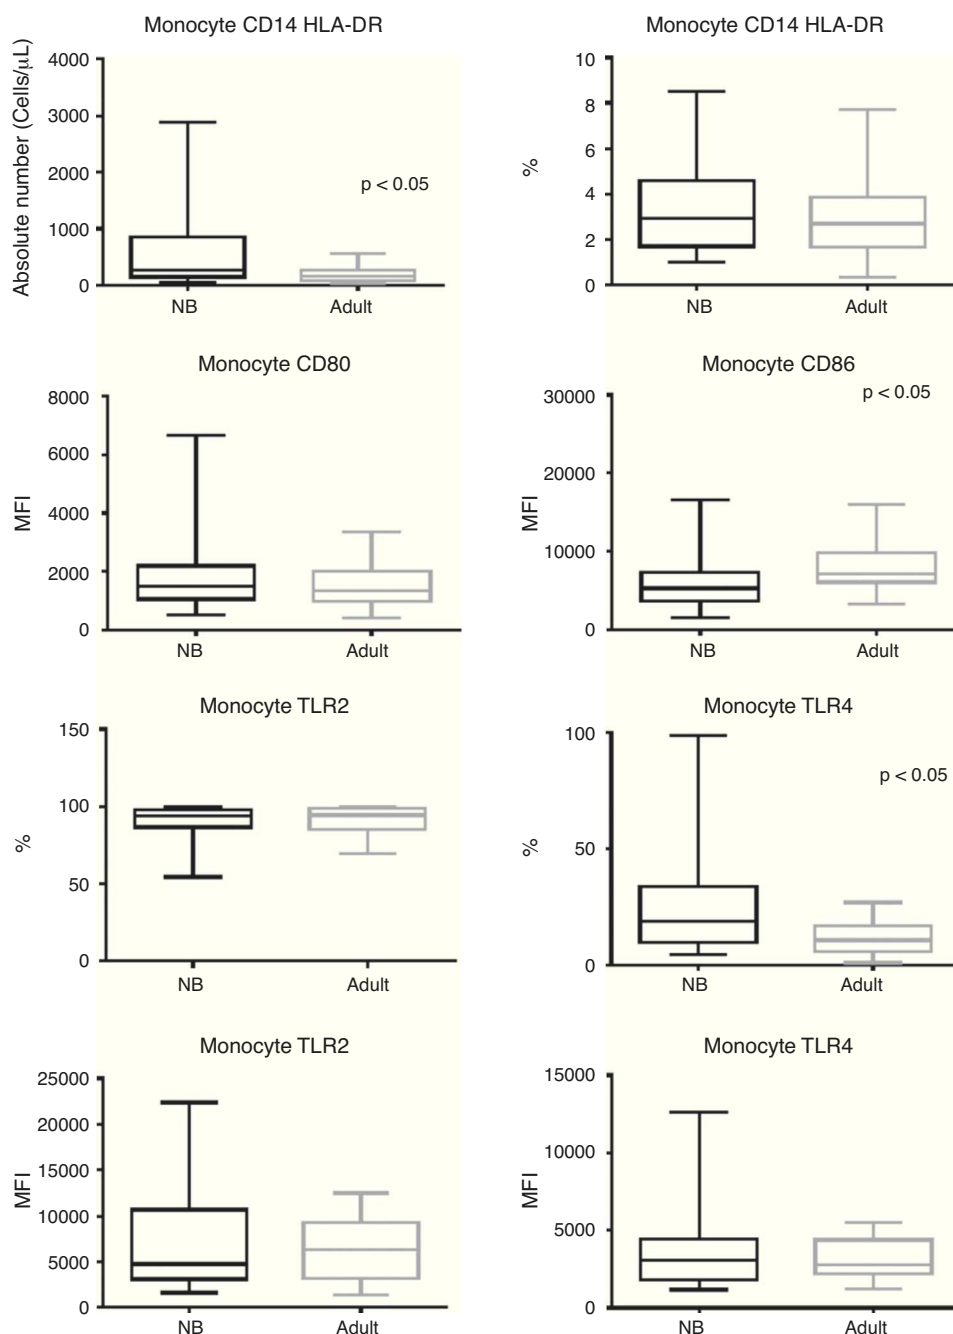 Monocyte CD14 HLA-DR
Absolute number (Cells/μL)
4000
3000
2000
1000
0
p < 0.05
NB
Adult
Monocyte CD14 HLA-DR
%
10
8
6
4
2
0
NB
Adult
Monocyte CD80
MFI
8000
6000
4000
2000
0
NB
Adult
Monocyte CD86
MFI
30000
20000
10000
0
p < 0.05
NB
Adult
Monocyte TLR2
%
150
100
50
0
NB
Adult
Monocyte TLR4
%
100
50
0
p < 0.05
NB
Adult
Monocyte TLR2
MFI
25000
20000
15000
10000
5000
0
NB
Adult
Monocyte TLR4
MFI
15000
10000
5000
0
NB
Adult